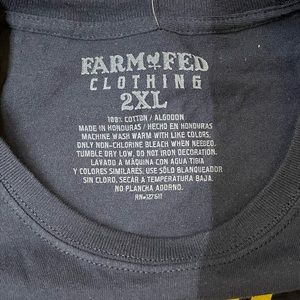 FARM FED
CLOTHING
2XL
100% COTTON / ALGODON
MADE IN HONDURAS / HECHO EN HONDURAS
MACHINE WASH WARM WITH LIKE COLORS.
ONLY NON-CHLORINE BLEACH WHEN NEEDED.
TUMBLE DRY LOW, DO NOT IRON DECORATION.
LAVADO A MÁQUINA CON AGUA TIBIA
Y COLORES SIMILARES. USE SÓLO BLANQUEADOR
SIN CLORO. SECAR A TEMPERATURA BAJA.
NO PLANCHA ADORNO.